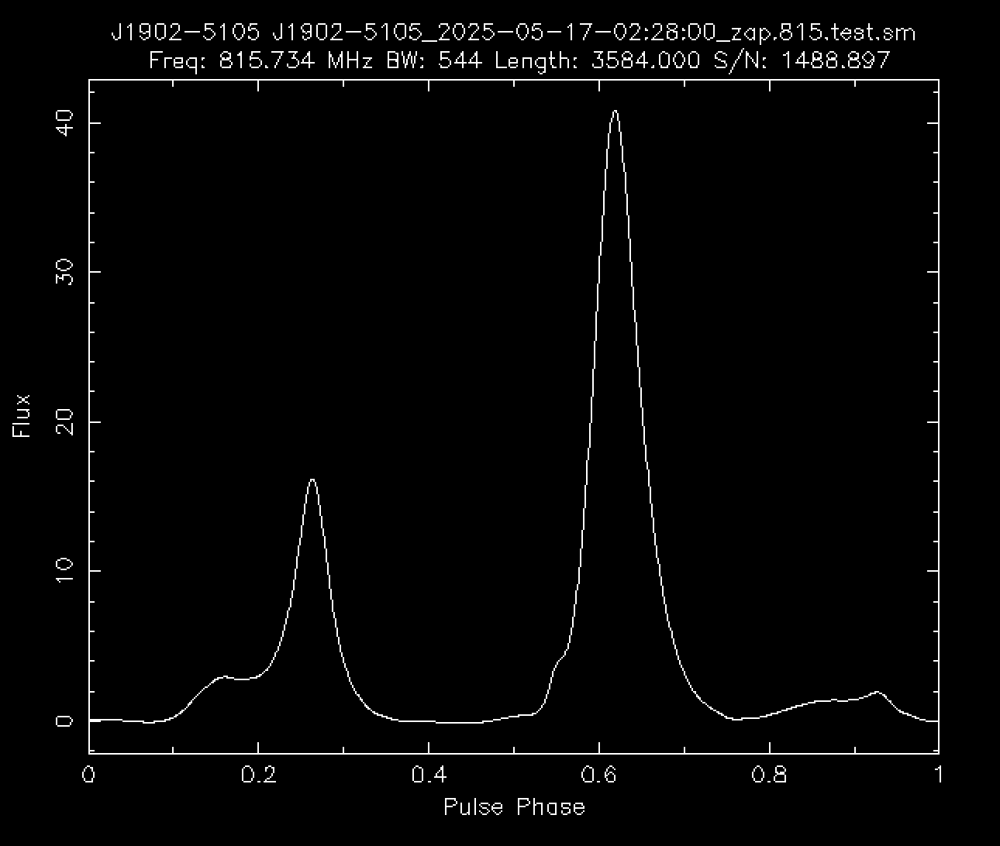 J1902-5105 J1902-5105_2025-05-17-02:28:00_zap.815.test.sm
Freq: 815.734 MHz BW: 544 Length: 3584.000 S/N: 1488.897
40
30
20
10
0
Flux
0 0.2 0.4 0.6 0.8 1
Pulse Phase